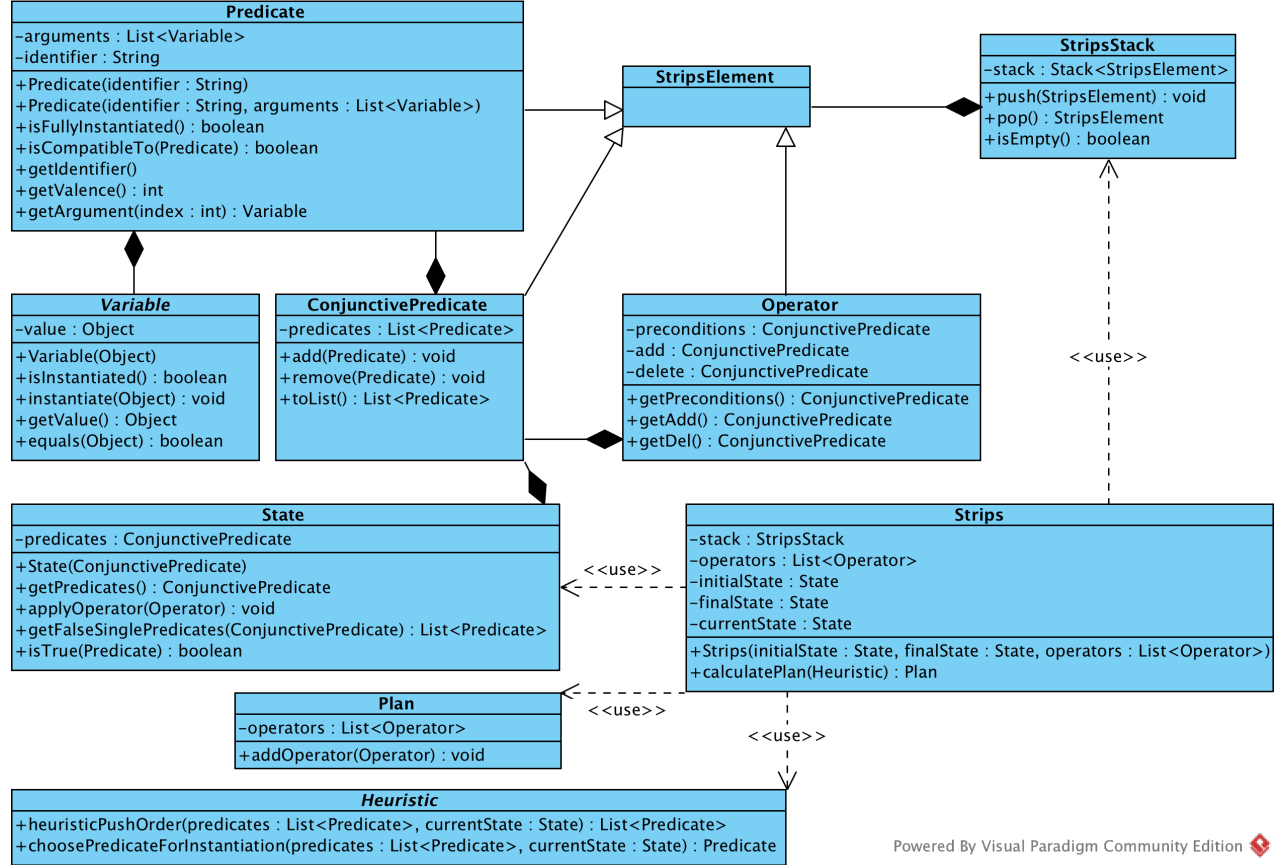 Predicate
-arguments : List<Variable>
-identifier : String
+Predicate(identifier : String)
+Predicate(identifier : String, arguments : List<Variable>)
+isFullyInstantiated() : boolean
+isCompatibleTo(Predicate) : boolean
+getIdentifier()
+getValence() : int
+getArgument(index : int) : Variable
StripsElement
StripsStack
-stack : Stack<StripsElement>
+push(StripsElement) : void
+pop() : StripsElement
+isEmpty() : boolean
Variable
-value : Object
+Variable(Object)
+isInstantiated() : boolean
+instantiate(Object) : void
+getValue() : Object
+equals(Object) : boolean
ConjunctivePredicate
-predicates : List<Predicate>
+add(Predicate) : void
+remove(Predicate) : void
+toList() : List<Predicate>
Operator
-preconditions : ConjunctivePredicate
-add : ConjunctivePredicate
-delete : ConjunctivePredicate
+getPreconditions() : ConjunctivePredicate
+getAdd() : ConjunctivePredicate
+getDel() : ConjunctivePredicate
<<use>>
State
-predicates : ConjunctivePredicate
+State(ConjunctivePredicate)
+getPredicates() : ConjunctivePredicate
+applyOperator(Operator) : void
+getFalseSinglePredicates(ConjunctivePredicate) : List<Predicate>
+isTrue(Predicate) : boolean
<<use>>
Strips
-stack : StripsStack
-operators : List<Operator>
-initialState : State
-finalState : State
-currentState : State
+Strips(initialState : State, finalState : State, operators : List<Operator>)
+calculatePlan(Heuristic) : Plan
Plan
-operators : List<Operator>
+addOperator(Operator) : void
<<use>>
<<use>>
Heuristic
+heuristicPushOrder(predicates : List<Predicate>, currentState : State) : List<Predicate>
+choosePredicateForInstantiation(predicates : List<Predicate>, currentState : State) : Predicate
Powered By Visual Paradigm Community Edition